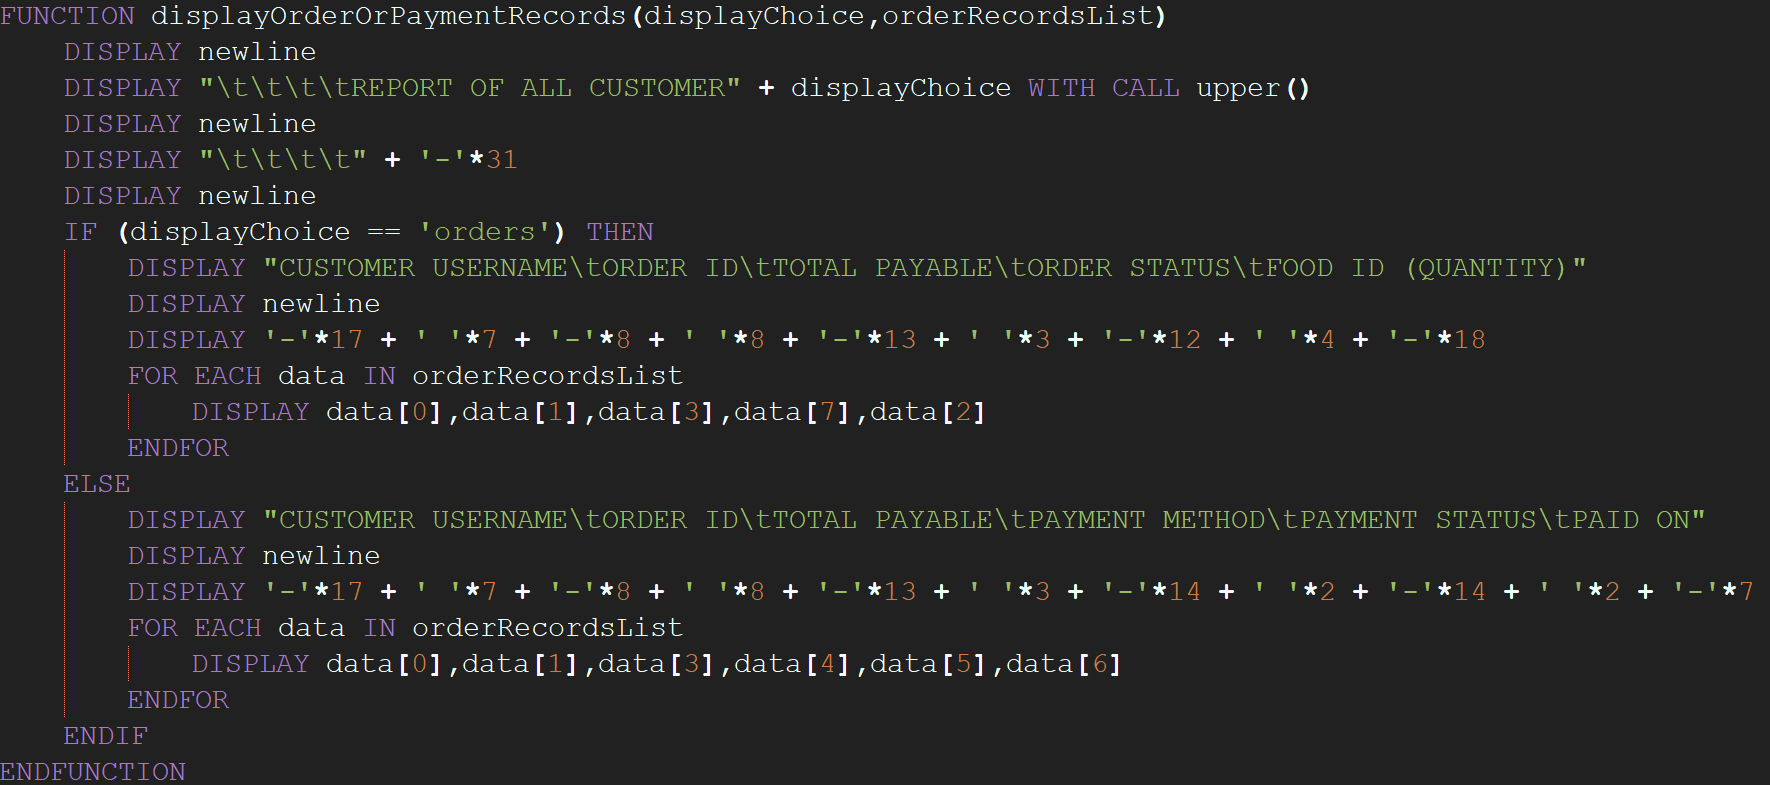 FUNCTION displayOrderOrPaymentRecords(displayChoice,orderRecordsList)
    DISPLAY newline
    DISPLAY "\t\t\t\tREPORT OF ALL CUSTOMER" + displayChoice WITH CALL upper()
    DISPLAY newline
    DISPLAY "\t\t\t\t" + '-'*31
    DISPLAY newline
    IF (displayChoice == 'orders') THEN
        DISPLAY "CUSTOMER USERNAME\tORDER ID\tTOTAL PAYABLE\tORDER STATUS\tFOOD ID (QUANTITY)"
        DISPLAY newline
        DISPLAY '-'*17 + ' '*7 + '-'*8 + ' '*8 + '-'*13 + ' '*3 + '-'*12 + ' '*4 + '-'*18
        FOR EACH data IN orderRecordsList
            DISPLAY data[0],data[1],data[3],data[7],data[2]
        ENDFOR
    ELSE
        DISPLAY "CUSTOMER USERNAME\tORDER ID\tTOTAL PAYABLE\tPAYMENT METHOD\tPAYMENT STATUS\tPAID ON"
        DISPLAY newline
        DISPLAY '-'*17 + ' '*7 + '-'*8 + ' '*8 + '-'*13 + ' '*3 + '-'*14 + ' '*2 + '-'*14 + ' '*2 + '-'*7
        FOR EACH data IN orderRecordsList
            DISPLAY data[0],data[1],data[3],data[4],data[5],data[6]
        ENDFOR
    ENDIF
ENDFUNCTION